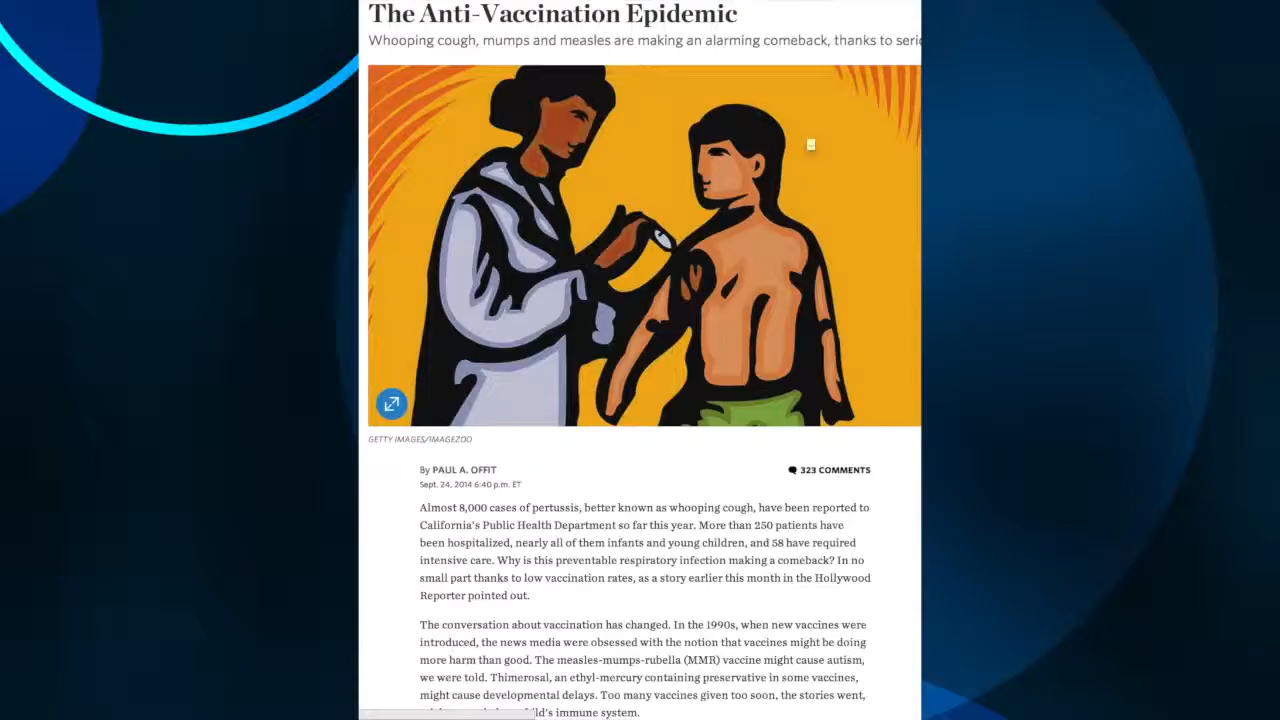 The Anti-Vaccination Epidemic
Whooping cough, mumps and measles are making an alarming comeback, thanks to
GETTY IMAGES/IMAGEZOO
By PAUL A. OFFIT
323 COMMENTS
Sept. 24, 2014 6:40 p.m. ET
Almost 8,000 cases of pertussis, better known as whooping cough, have been reported to
California's Public Health Department so far this year. More than 250 patients have
been hospitalized, nearly all of them infants and young children, and 58 have required
intensive care. Why is this preventable respiratory infection making a comeback? In no
small part thanks to low vaccination rates, as a story earlier this month in the Hollywood
Reporter pointed out.
The conversation about vaccination has changed. In the 1990s, when new vaccines were
introduced, the news media were obsessed with the notion that vaccines might be doing
more harm than good. The measles-mumps-rubella (MMR) vaccine might cause autism,
we were told. Thimerosal, an ethyl-mercury containing preservative in some vaccines,
might cause developmental delays. Too many vaccines given too soon, the stories went,
immune system.